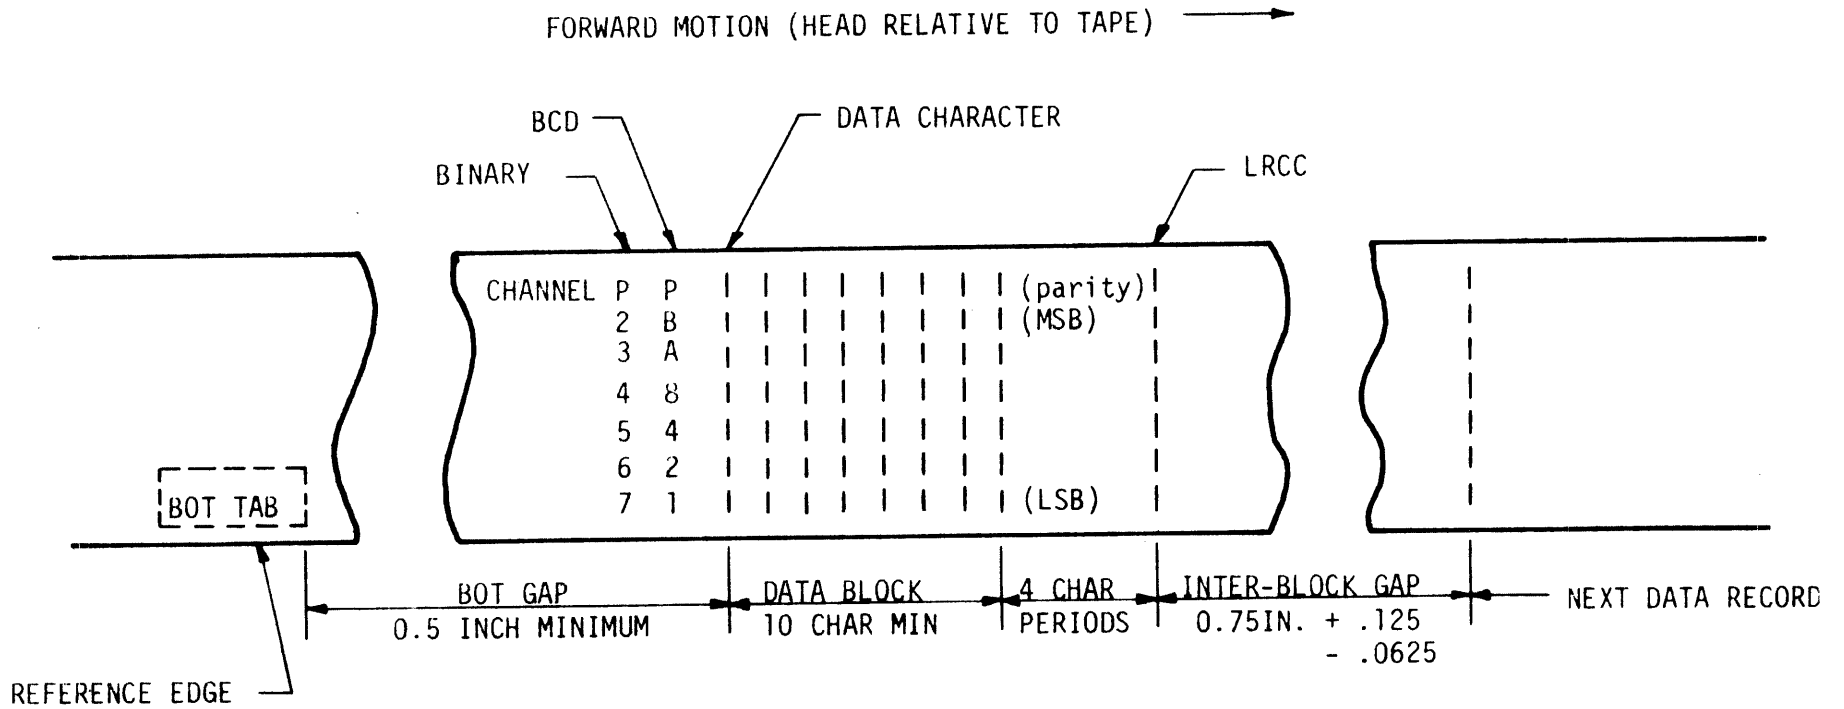 FORWARD MOTION (HEAD RELATIVE TO TAPE)
BCD
DATA CHARACTER
BINARY
LRCC
CHANNEL P P (parity)
2 B (MSB)
3 A
4 8
5 4
6 2
7 1 (LSB)
BOT TAB
BOT GAP
0.5 INCH MINIMUM
DATA BLOCK
10 CHAR MIN
4 CHAR
PERIODS
INTER-BLOCK GAP
0.75IN. + .125
- .0625
NEXT DATA RECORD
REFERENCE EDGE